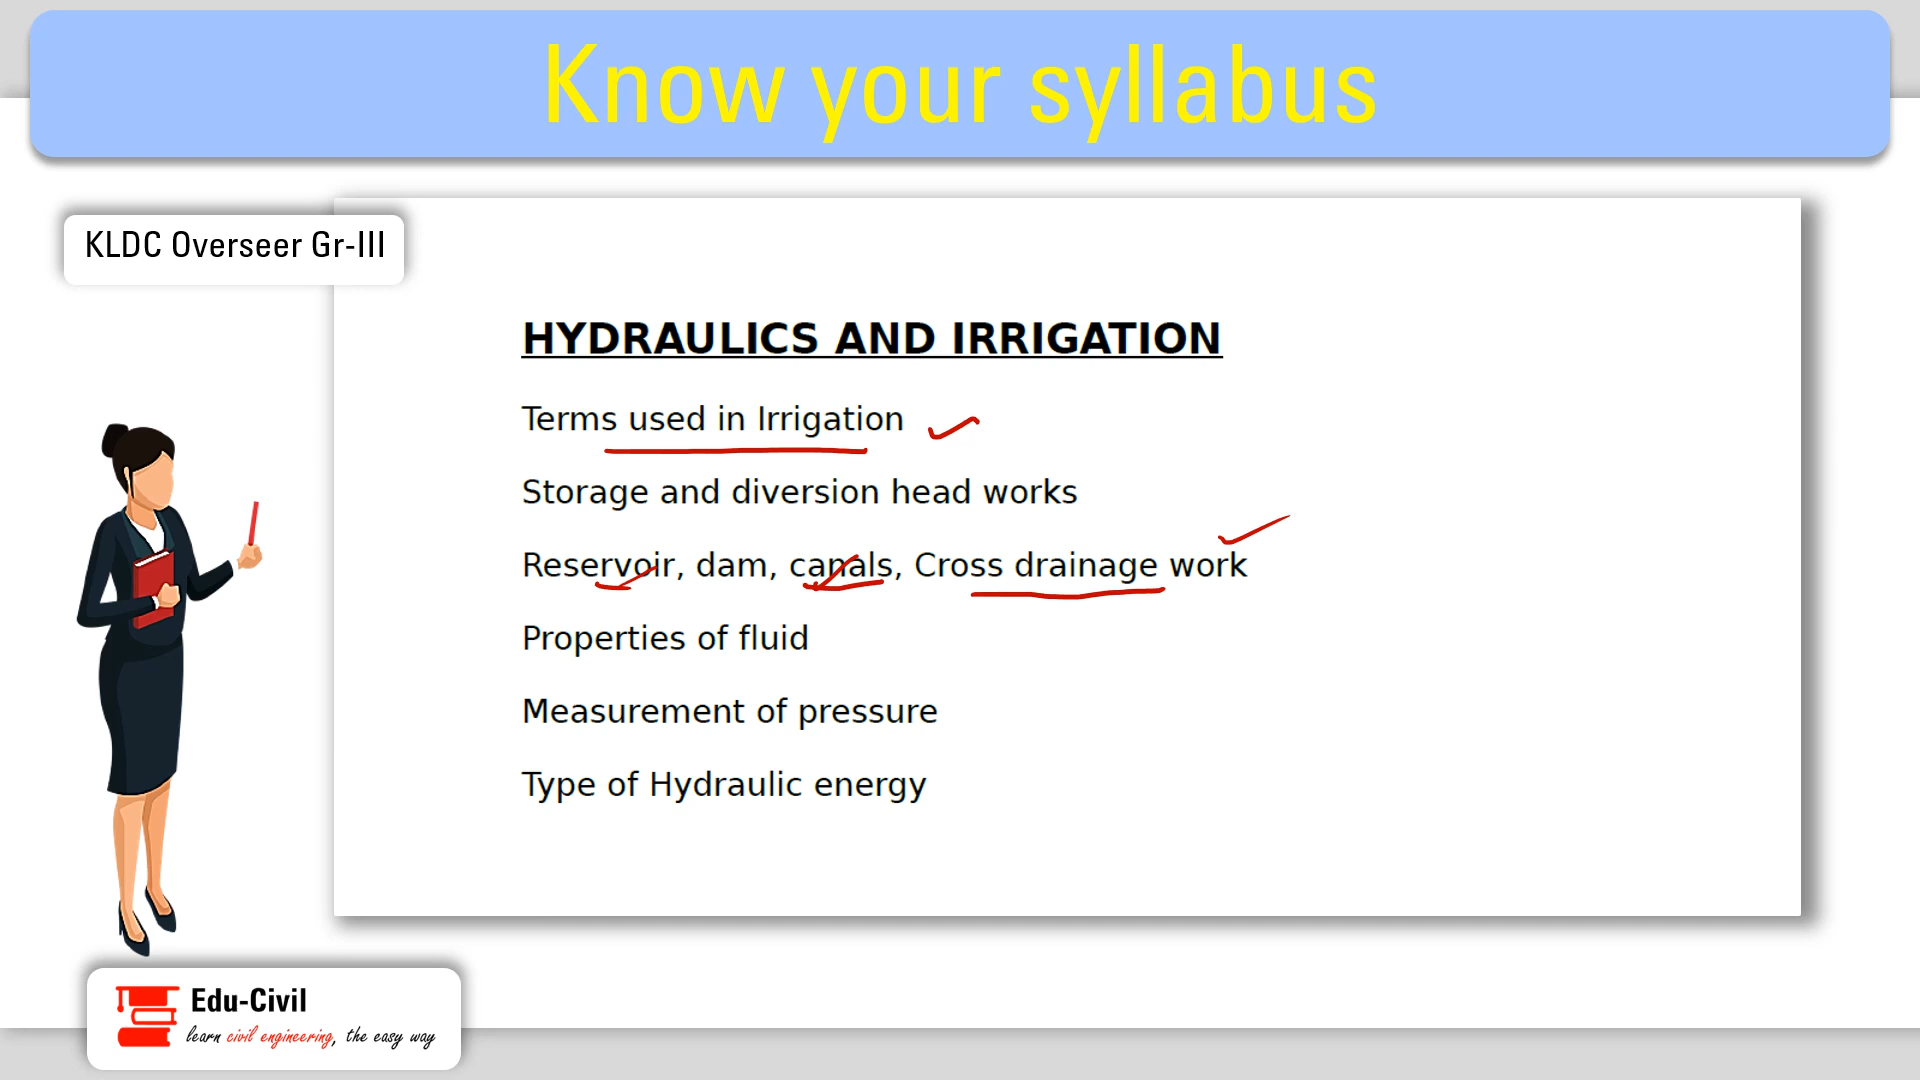 Know your syllabus
KLDC Overseer Gr-III
HYDRAULICS AND IRRIGATION
Terms used in Irrigation
Storage and diversion head works
Reservoir, dam, canals, Cross drainage work
Properties of fluid
Measurement of pressure
Type of Hydraulic energy
Edu-Civil
learn civil engineering, the easy way